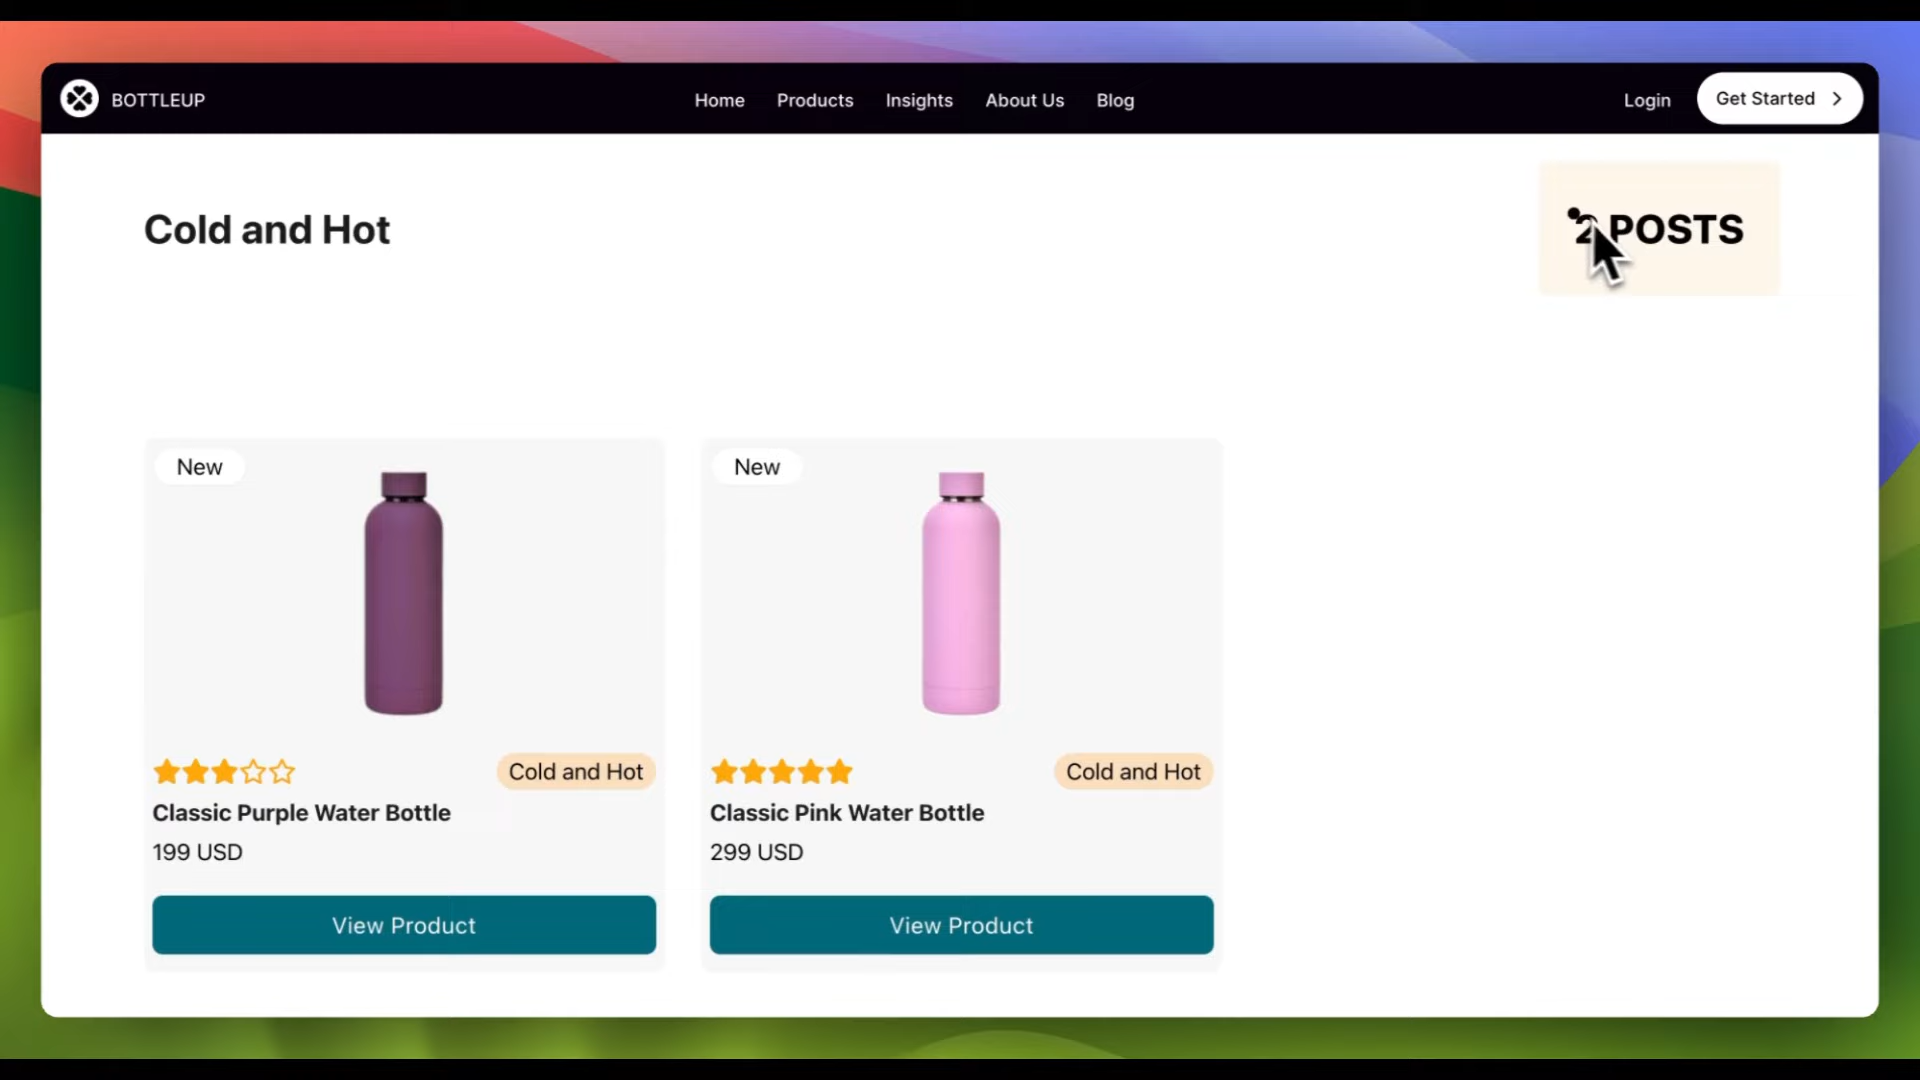 BOTTLEUP
Home Products Insights About Us Blog
Login
Get Started
Cold and Hot
2 POSTS
New
New
Cold and Hot
Cold and Hot
Classic Purple Water Bottle
Classic Pink Water Bottle
199 USD
299 USD
View Product
View Product